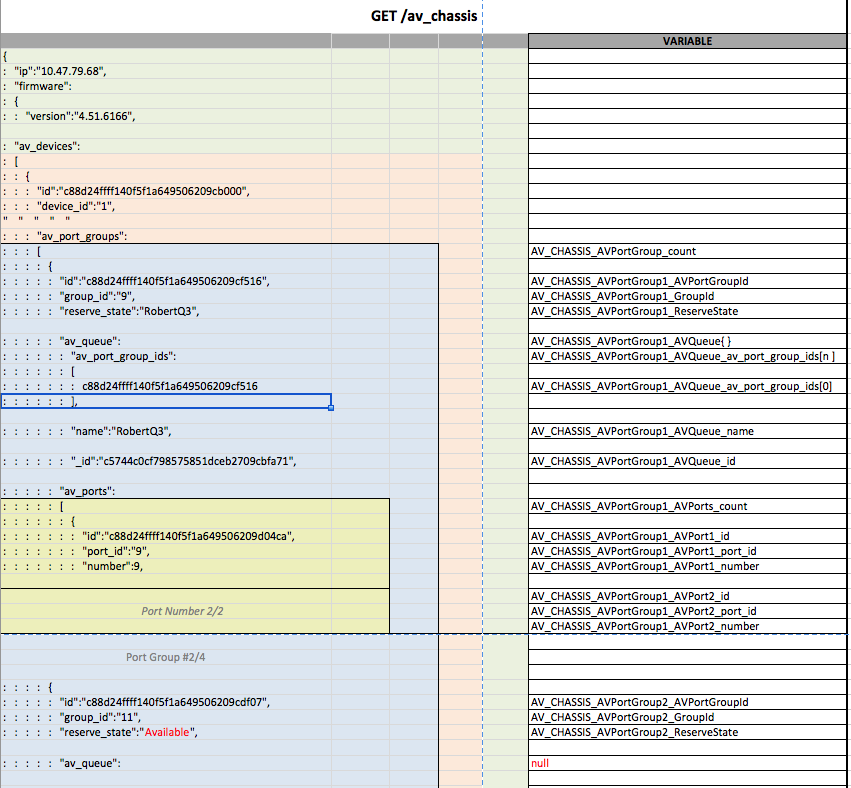 GET /av_chassis
VARIABLE
{
: "ip":"10.47.79.68",
: "firmware":
: {
: : "version":"4.51.6166",
: "av_devices":
: [
: : {
: : : "id":"c88d24ffff140f5f1a649506209cb000",
: : : "device_id":"1",
" " " " "
: : : "av_port_groups":
: : : [ AV_CHASSIS_AVPortGroup_count
: : : : {
: : : : : "id":"c88d24ffff140f5f1a649506209cf516", AV_CHASSIS_AVPortGroup1_AVPortGroupId
: : : : : "group_id":"9", AV_CHASSIS_AVPortGroup1_GroupId
: : : : : "reserve_state":"RobertQ3", AV_CHASSIS_AVPortGroup1_ReserveState
: : : : : "av_queue": AV_CHASSIS_AVPortGroup1_AVQueue{ }
: : : : : : "av_port_group_ids": AV_CHASSIS_AVPortGroup1_AVQueue_av_port_group_ids[n ]
: : : : : : [
: : : : : : : c88d24ffff140f5f1a649506209cf516 AV_CHASSIS_AVPortGroup1_AVQueue_av_port_group_ids[0]
: : : : : : ],
: : : : : : "name":"RobertQ3", AV_CHASSIS_AVPortGroup1_AVQueue_name
: : : : : : "_id":"c5744c0cf798575851dceb2709cbfa71", AV_CHASSIS_AVPortGroup1_AVQueue_id
: : : : : "av_ports":
: : : : : [ AV_CHASSIS_AVPortGroup1_AVPorts_count
: : : : : : {
: : : : : : : "id":"c88d24ffff140f5f1a649506209d04ca", AV_CHASSIS_AVPortGroup1_AVPort1_id
: : : : : : : "port_id":"9", AV_CHASSIS_AVPortGroup1_AVPort1_port_id
: : : : : : : "number":9, AV_CHASSIS_AVPortGroup1_AVPort1_number
AV_CHASSIS_AVPortGroup1_AVPort2_id
Port Number 2/2 AV_CHASSIS_AVPortGroup1_AVPort2_port_id
AV_CHASSIS_AVPortGroup1_AVPort2_number
Port Group #2/4
: : : : {
: : : : : "id":"c88d24ffff140f5f1a649506209cdf07", AV_CHASSIS_AVPortGroup2_AVPortGroupId
: : : : : "group_id":"11", AV_CHASSIS_AVPortGroup2_GroupId
: : : : : "reserve_state":"Available", AV_CHASSIS_AVPortGroup2_ReserveState
: : : : : "av_queue": null